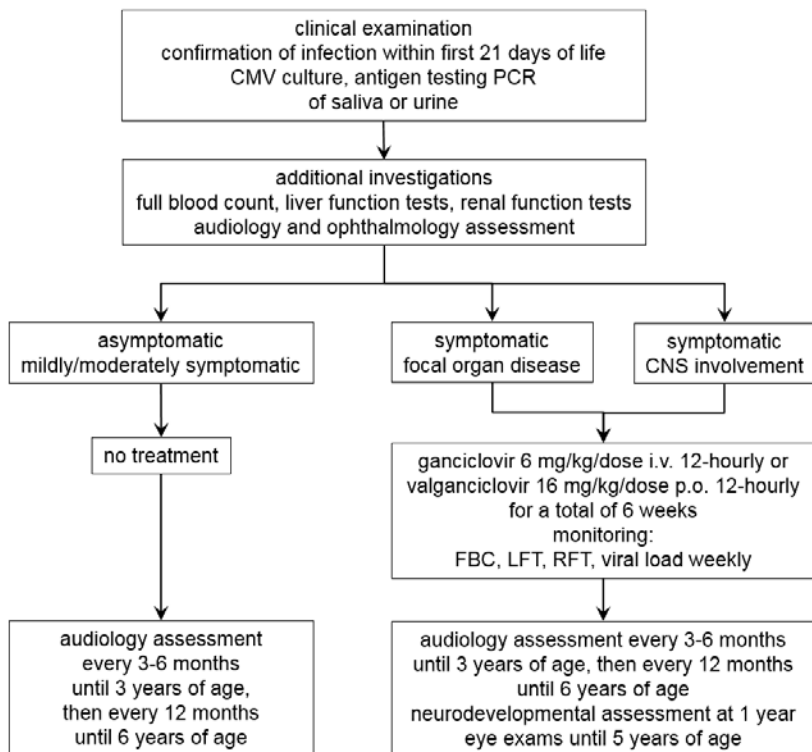 clinical examination
confirmation of infection within first 21 days of life
CMV culture, antigen testing PCR
of saliva or urine
additional investigations
full blood count, liver function tests, renal function tests
audiology and ophthalmology assessment
asymptomatic
mildly/moderately symptomatic
symptomatic
focal organ disease
symptomatic
CNS involvement
no treatment
ganciclovir 6 mg/kg/dose i.v. 12-hourly or
valganciclovir 16 mg/kg/dose p.o. 12-hourly
for a total of 6 weeks
monitoring:
FBC, LFT, RFT, viral load weekly
audiology assessment
every 3-6 months
until 3 years of age,
then every 12 months
until 6 years of age
audiology assessment every 3-6 months
until 3 years of age, then every 12 months
until 6 years of age
neurodevelopmental assessment at 1 year
eye exams until 5 years of age